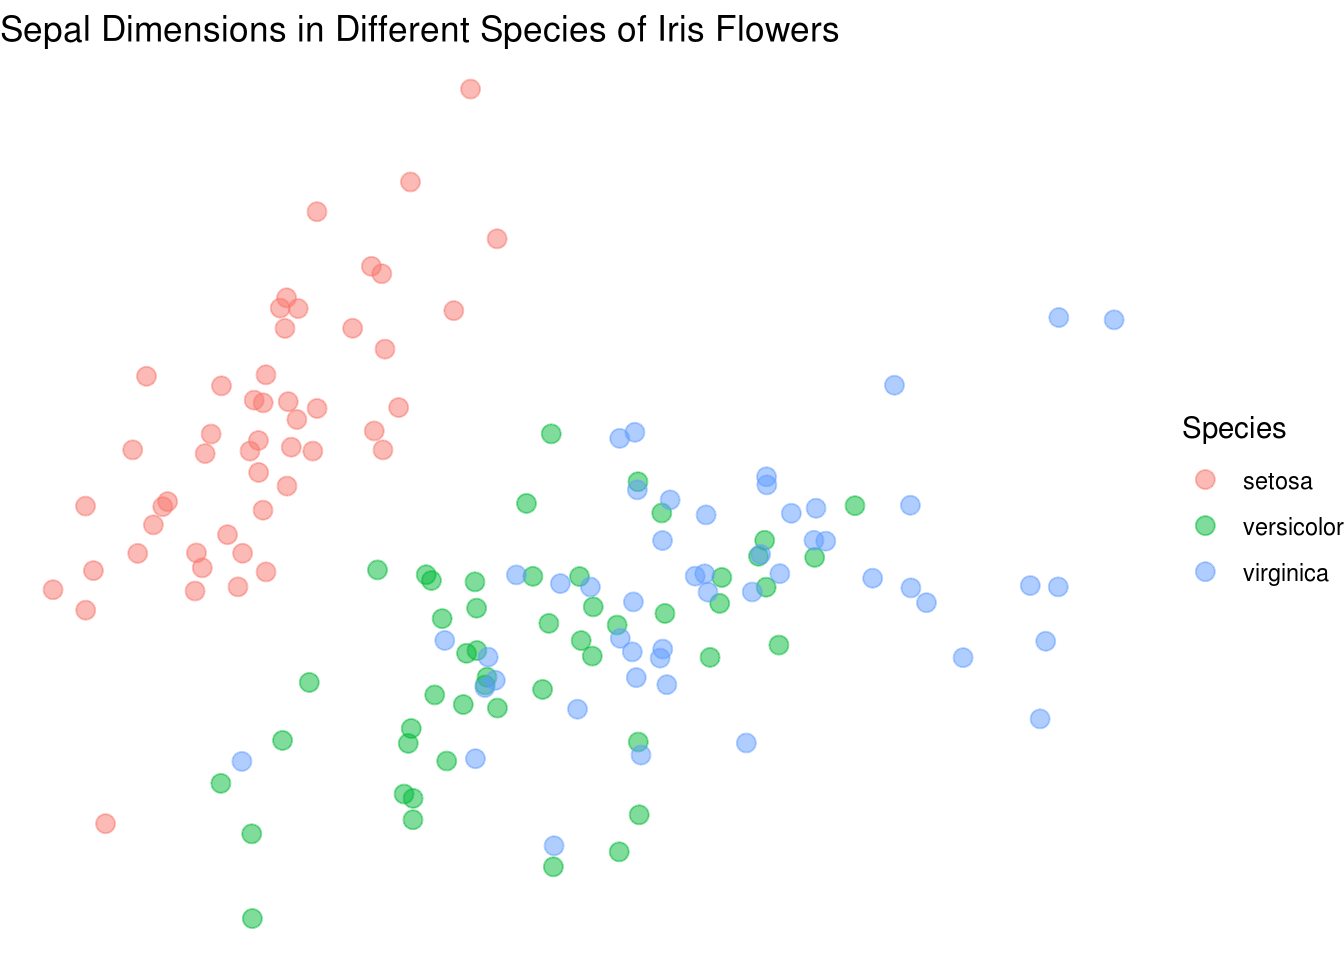 Sepal Dimensions in Different Species of Iris Flowers
Species
setosa
versicolor
virginica